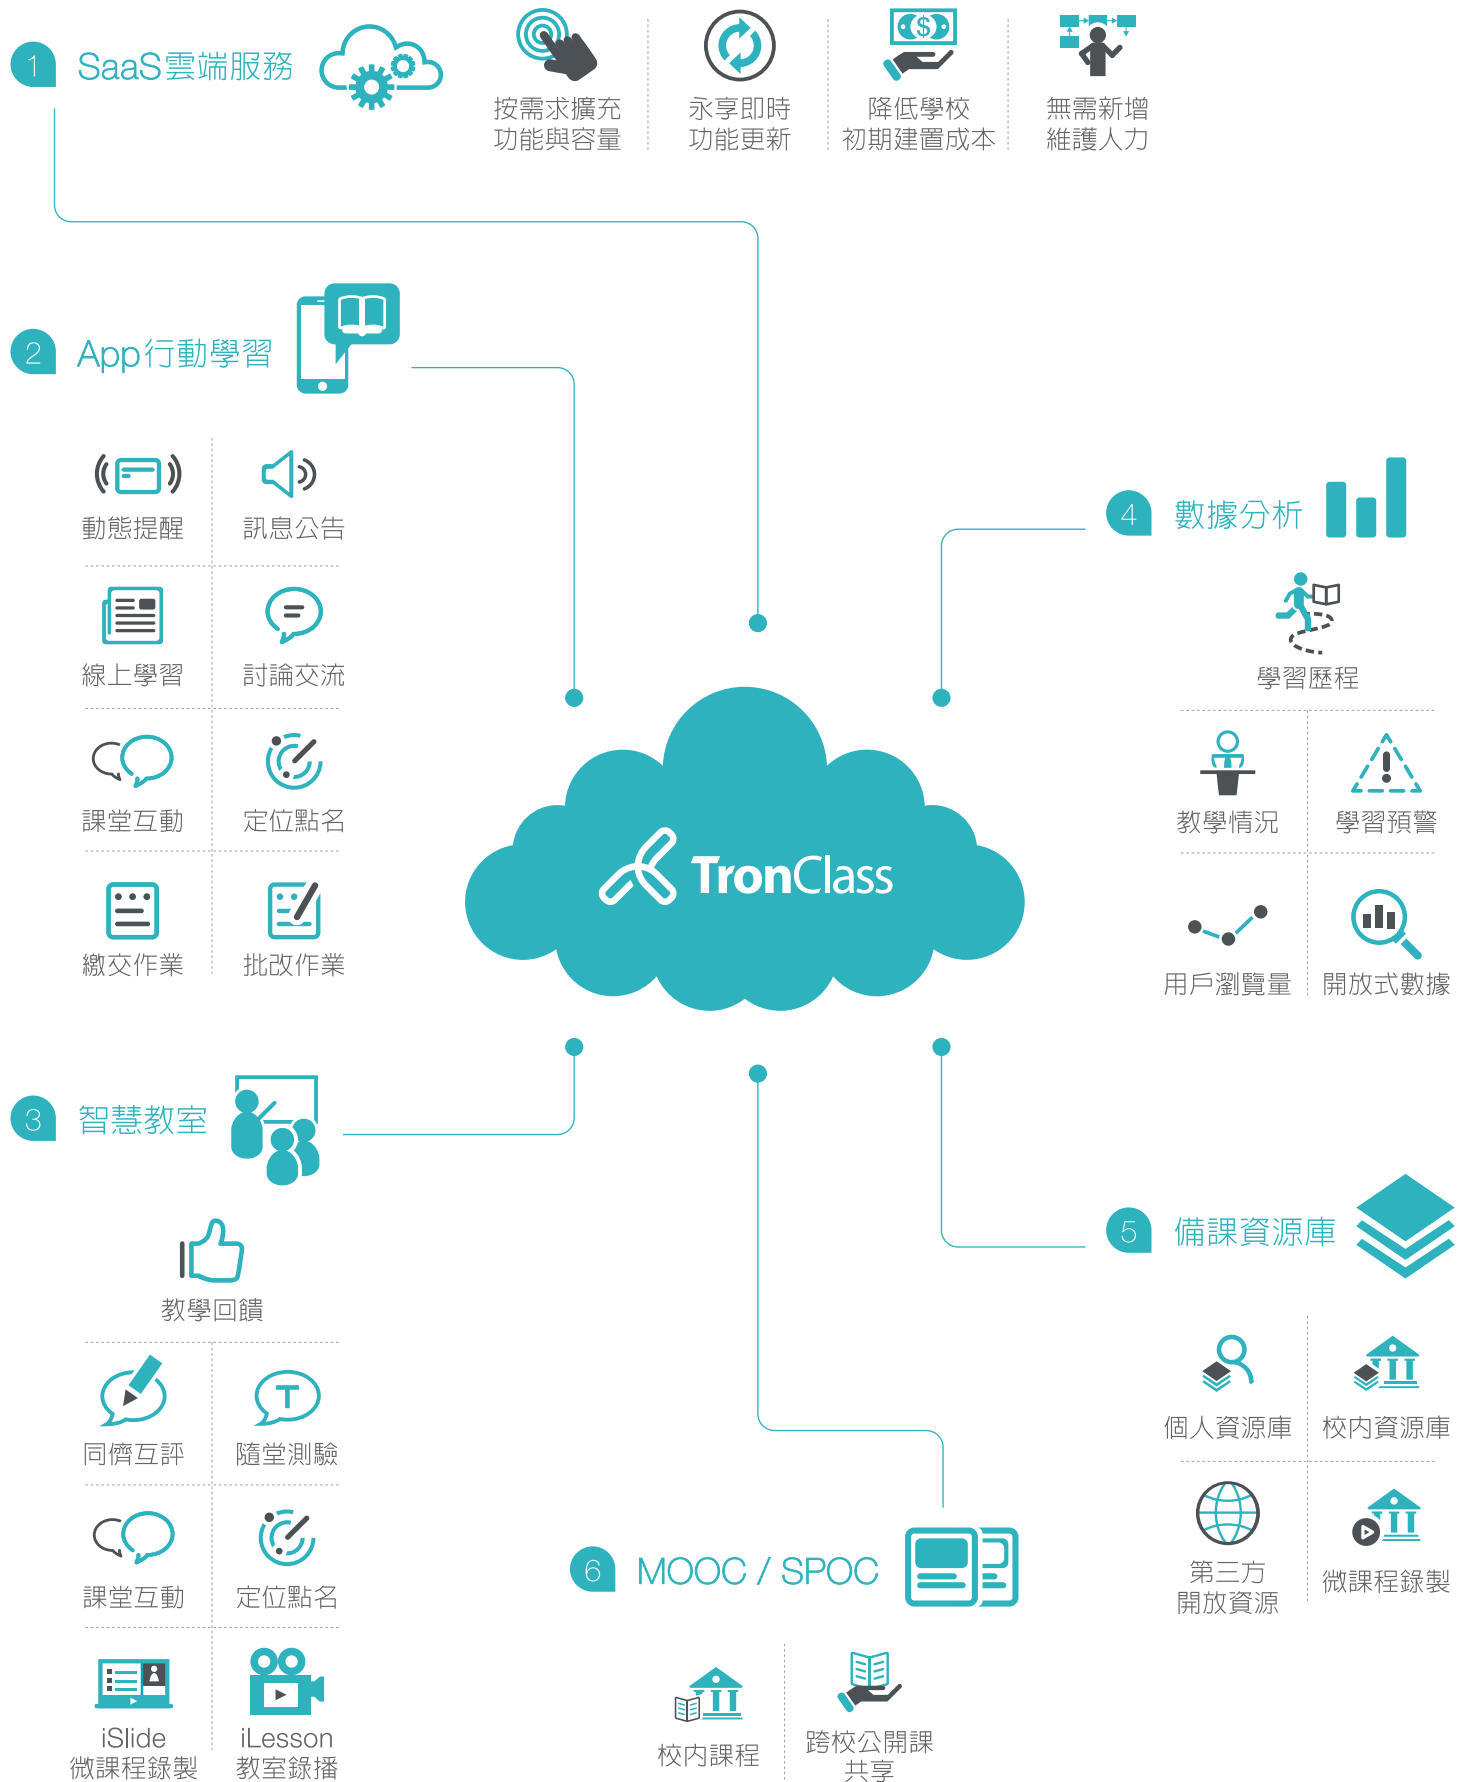 1 SaaS雲端服務
按需求擴充
功能與容量
永享即時
功能更新
降低學校
初期建置成本
無需新增
維護人力
2 App行動學習
動態提醒
訊息公告
線上學習
討論交流
課堂互動
定位點名
繳交作業
批改作業
TronClass
3 智慧教室
教學回饋
同儕互評
T
隨堂測驗
課堂互動
定位點名
iSlide
微課程錄製
iLesson
教室錄播
4 數據分析
學習歷程
教學情況
學習預警
用戶瀏覽量
開放式數據
5 備課資源庫
個人資源庫
校內資源庫
第三方
開放資源
微課程錄製
6 MOOC / SPOC
校內課程
跨校公開課
共享